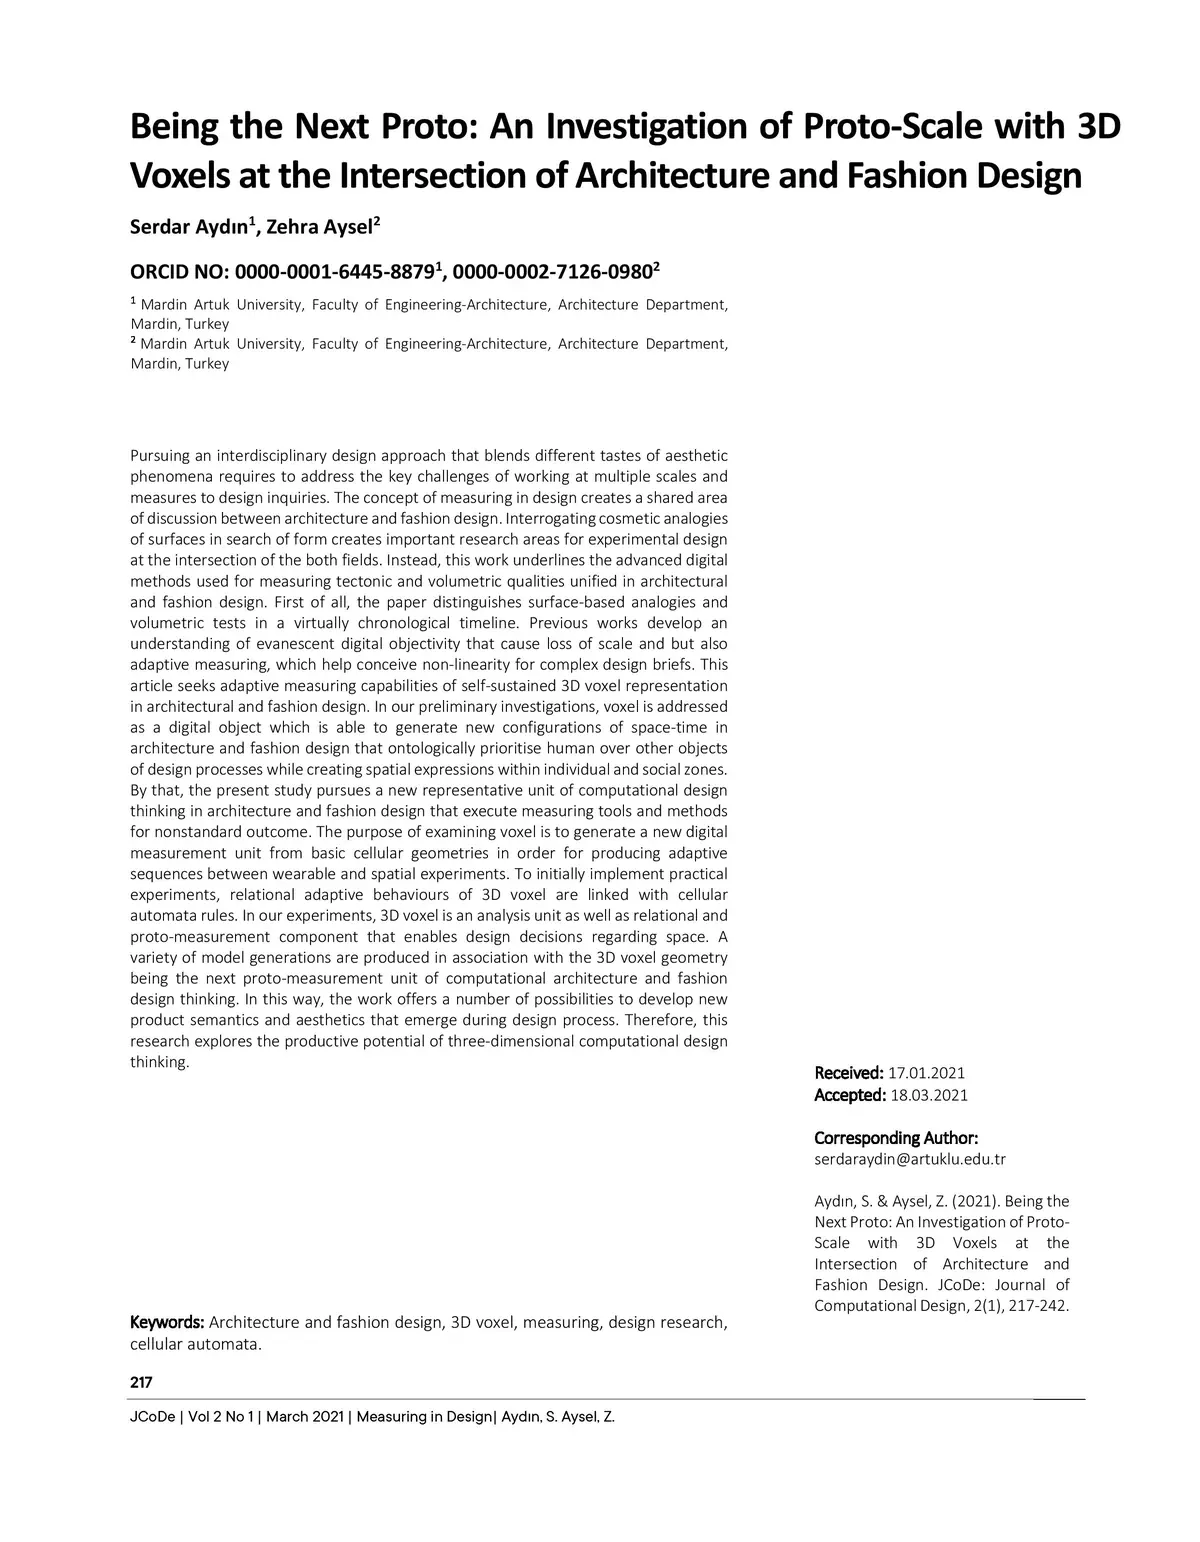 Being the Next Proto: An Investigation of Proto-Scale with 3D
Voxels at the Intersection of Architecture and Fashion Design
Serdar Aydın1, Zehra Aysel2
ORCID NO: 0000-0001-6445-88791, 0000-0002-7126-09802
1 Mardin Artuk University, Faculty of Engineering-Architecture, Architecture Department,
Mardin, Turkey
2 Mardin Artuk University, Faculty of Engineering-Architecture, Architecture Department,
Mardin, Turkey
Pursuing an interdisciplinary design approach that blends different tastes of aesthetic
phenomena requires to address the key challenges of working at multiple scales and
measures to design inquiries. The concept of measuring in design creates a shared area
of discussion between architecture and fashion design. Interrogating cosmetic analogies
of surfaces in search of form creates important research areas for experimental design
at the intersection of the both fields. Instead, this work underlines the advanced digital
methods used for measuring tectonic and volumetric qualities unified in architectural
and fashion design. First of all, the paper distinguishes surface-based analogies and
volumetric tests in a virtually chronological timeline. Previous works develop an
understanding of evanescent digital objectivity that cause loss of scale and but also
adaptive measuring, which help conceive non-linearity for complex design briefs. This
article seeks adaptive measuring capabilities of self-sustained 3D voxel representation
in architectural and fashion design. In our preliminary investigations, voxel is addressed
as a digital object which is able to generate new configurations of space-time in
architecture and fashion design that ontologically prioritise human over other objects
of design processes while creating spatial expressions within individual and social zones.
By that, the present study pursues a new representative unit of computational design
thinking in architecture and fashion design that execute measuring tools and methods
for nonstandard outcome. The purpose of examining voxel is to generate a new digital
measurement unit from basic cellular geometries in order for producing adaptive
sequences between wearable and spatial experiments. To initially implement practical
experiments, relational adaptive behaviours of 3D voxel are linked with cellular
automata rules. In our experiments, 3D voxel is an analysis unit as well as relational and
proto-measurement component that enables design decisions regarding space. A
variety of model generations are produced in association with the 3D voxel geometry
being the next proto-measurement unit of computational architecture and fashion
design thinking. In this way, the work offers a number of possibilities to develop new
product semantics and aesthetics that emerge during design process. Therefore, this
research explores the productive potential of three-dimensional computational design
thinking.
Received: 17.01.2021
Accepted: 18.03.2021
Corresponding Author:
serdaraydin@artuklu.edu.tr
Aydın, S. & Aysel, Z. (2021). Being the
Next Proto: An Investigation of Proto-
Scale with 3D Voxels at the
Intersection of Architecture and
Fashion Design. JCoDe: Journal of
Computational Design, 2(1), 217-242.
Keywords: Architecture and fashion design, 3D voxel, measuring, design research,
cellular automata.
217
JCoDe | Vol 2 No 1 | March 2021 | Measuring in Design| Aydın, S. Aysel, Z.